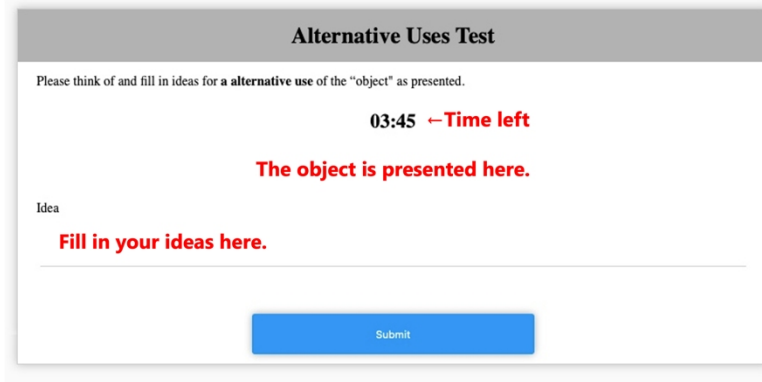 Alternative Uses Test
Please think of and fill in ideas for a alternative use of the “object" as presented.
03:45 ←Time left
The object is presented here.
Idea
Fill in your ideas here.
Submit